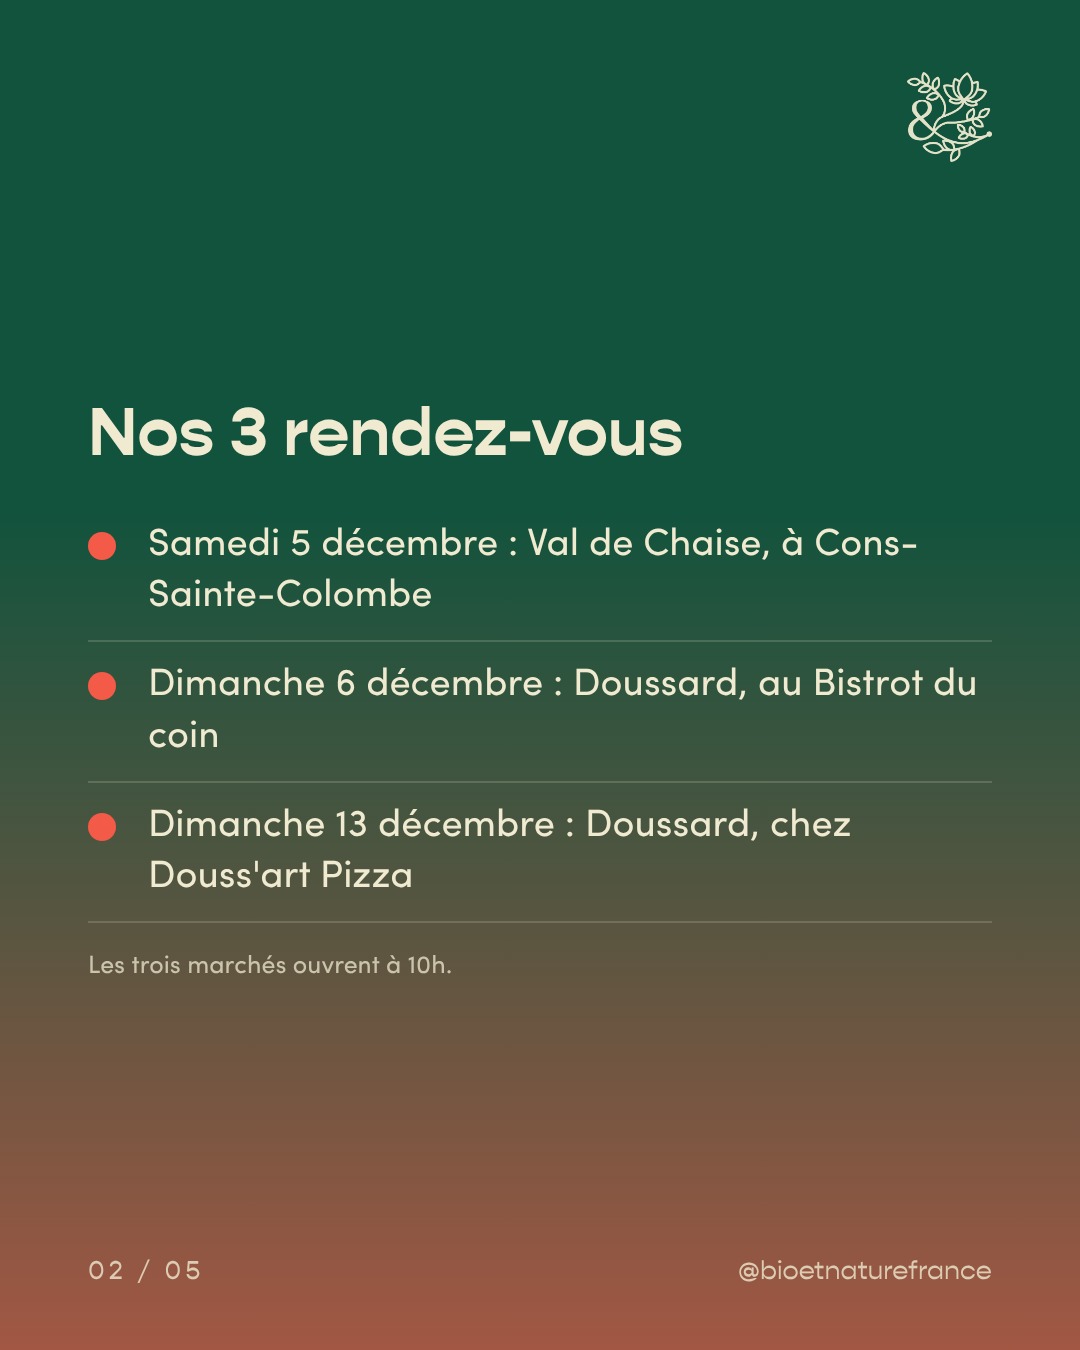 &
Nos 3 rendez-vous
Samedi 5 décembre : Val de Chaise, à Cons-
Sainte-Colombe
Dimanche 6 décembre : Doussard, au Bistrot du
coin
Dimanche 13 décembre : Doussard, chez
Douss'art Pizza
Les trois marchés ouvrent à 10h.
02 / 05
@bioetnaturefrance